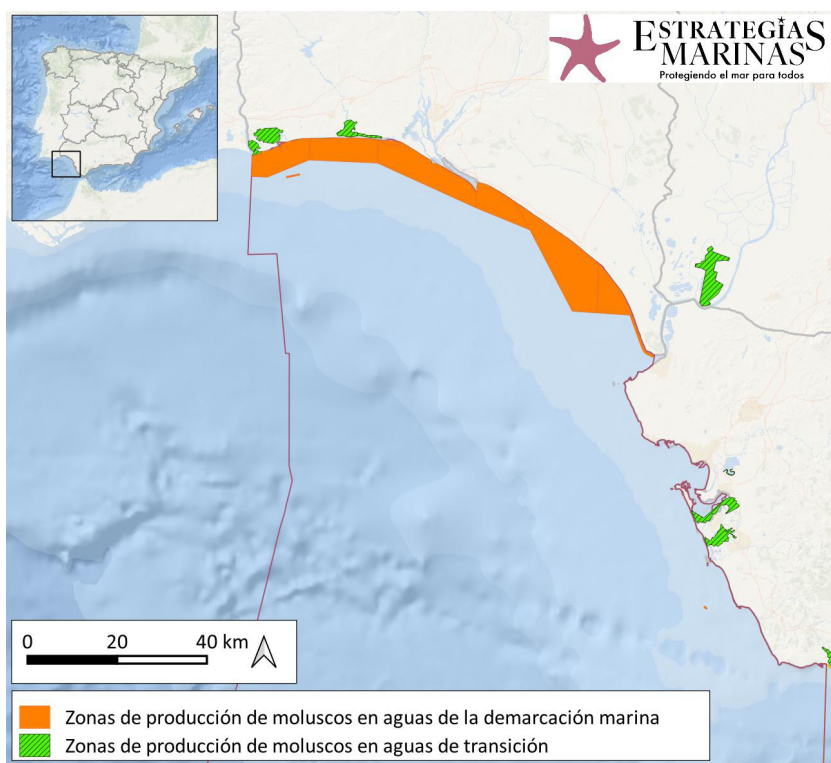 ESTRATEGIAS
MARINAS
Protegiendo el mar para todos
0 20 40 km
Zonas de producción de moluscos en aguas de la demarcación marina
Zonas de producción de moluscos en aguas de transición